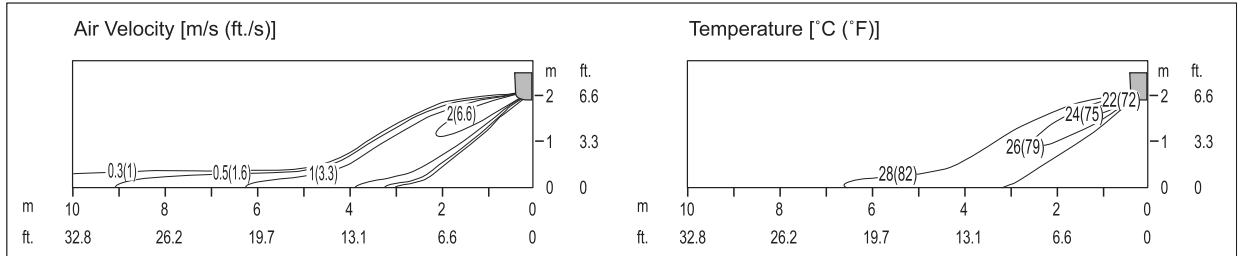 Air Velocity [m/s (ft./s)]
m ft.
2 6.6
1 3.3
0 0
2(6.6)
0.3(1) 0.5(1.6) 1(3.3)
m 10 8 6 4 2 0
ft. 32.8 26.2 19.7 13.1 6.6 0
Temperature [˚C (˚F)]
m ft.
2 6.6
1 3.3
0 0
22(72)
24(75)
26(79)
28(82)
m 10 8 6 4 2 0
ft. 32.8 26.2 19.7 13.1 6.6 0